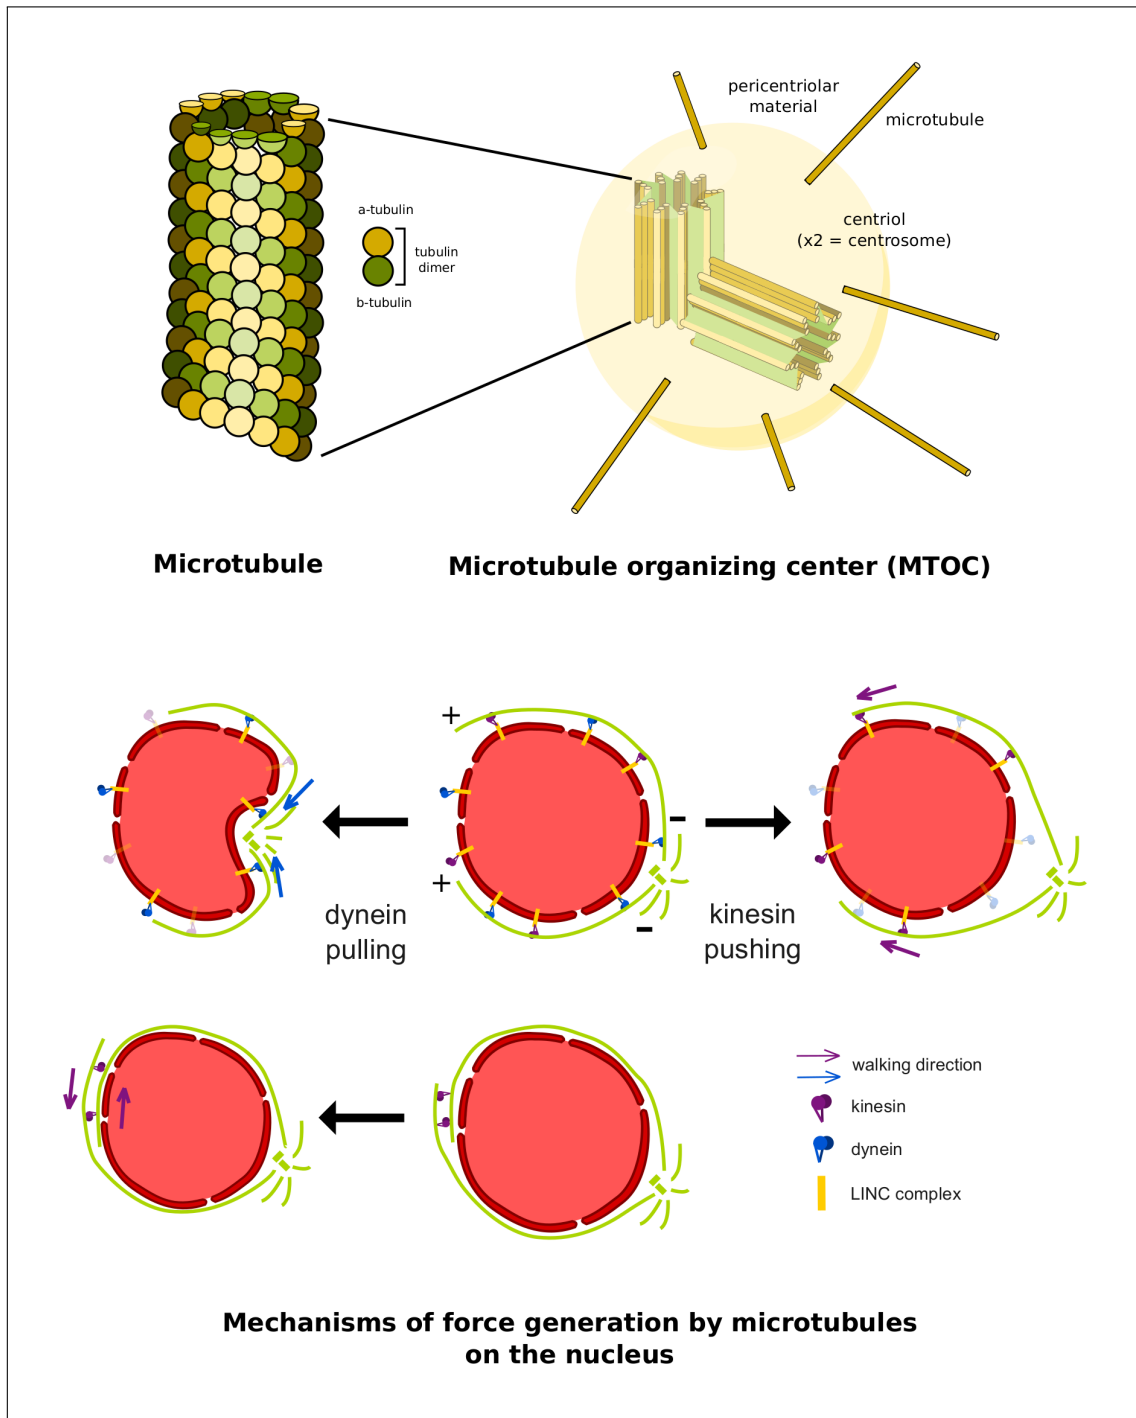 pericentriolar
material
microtubule
a-tubulin
centriol
(x2 = centrosome)
tubulin
dimer
b-tubulin
Microtubule
Microtubule organizing center (MTOC)
+
-
+
-
dynein
pulling
kinesin
pushing
walking direction
kinesin
dynein
LINC complex
Mechanisms of force generation by microtubules
on the nucleus